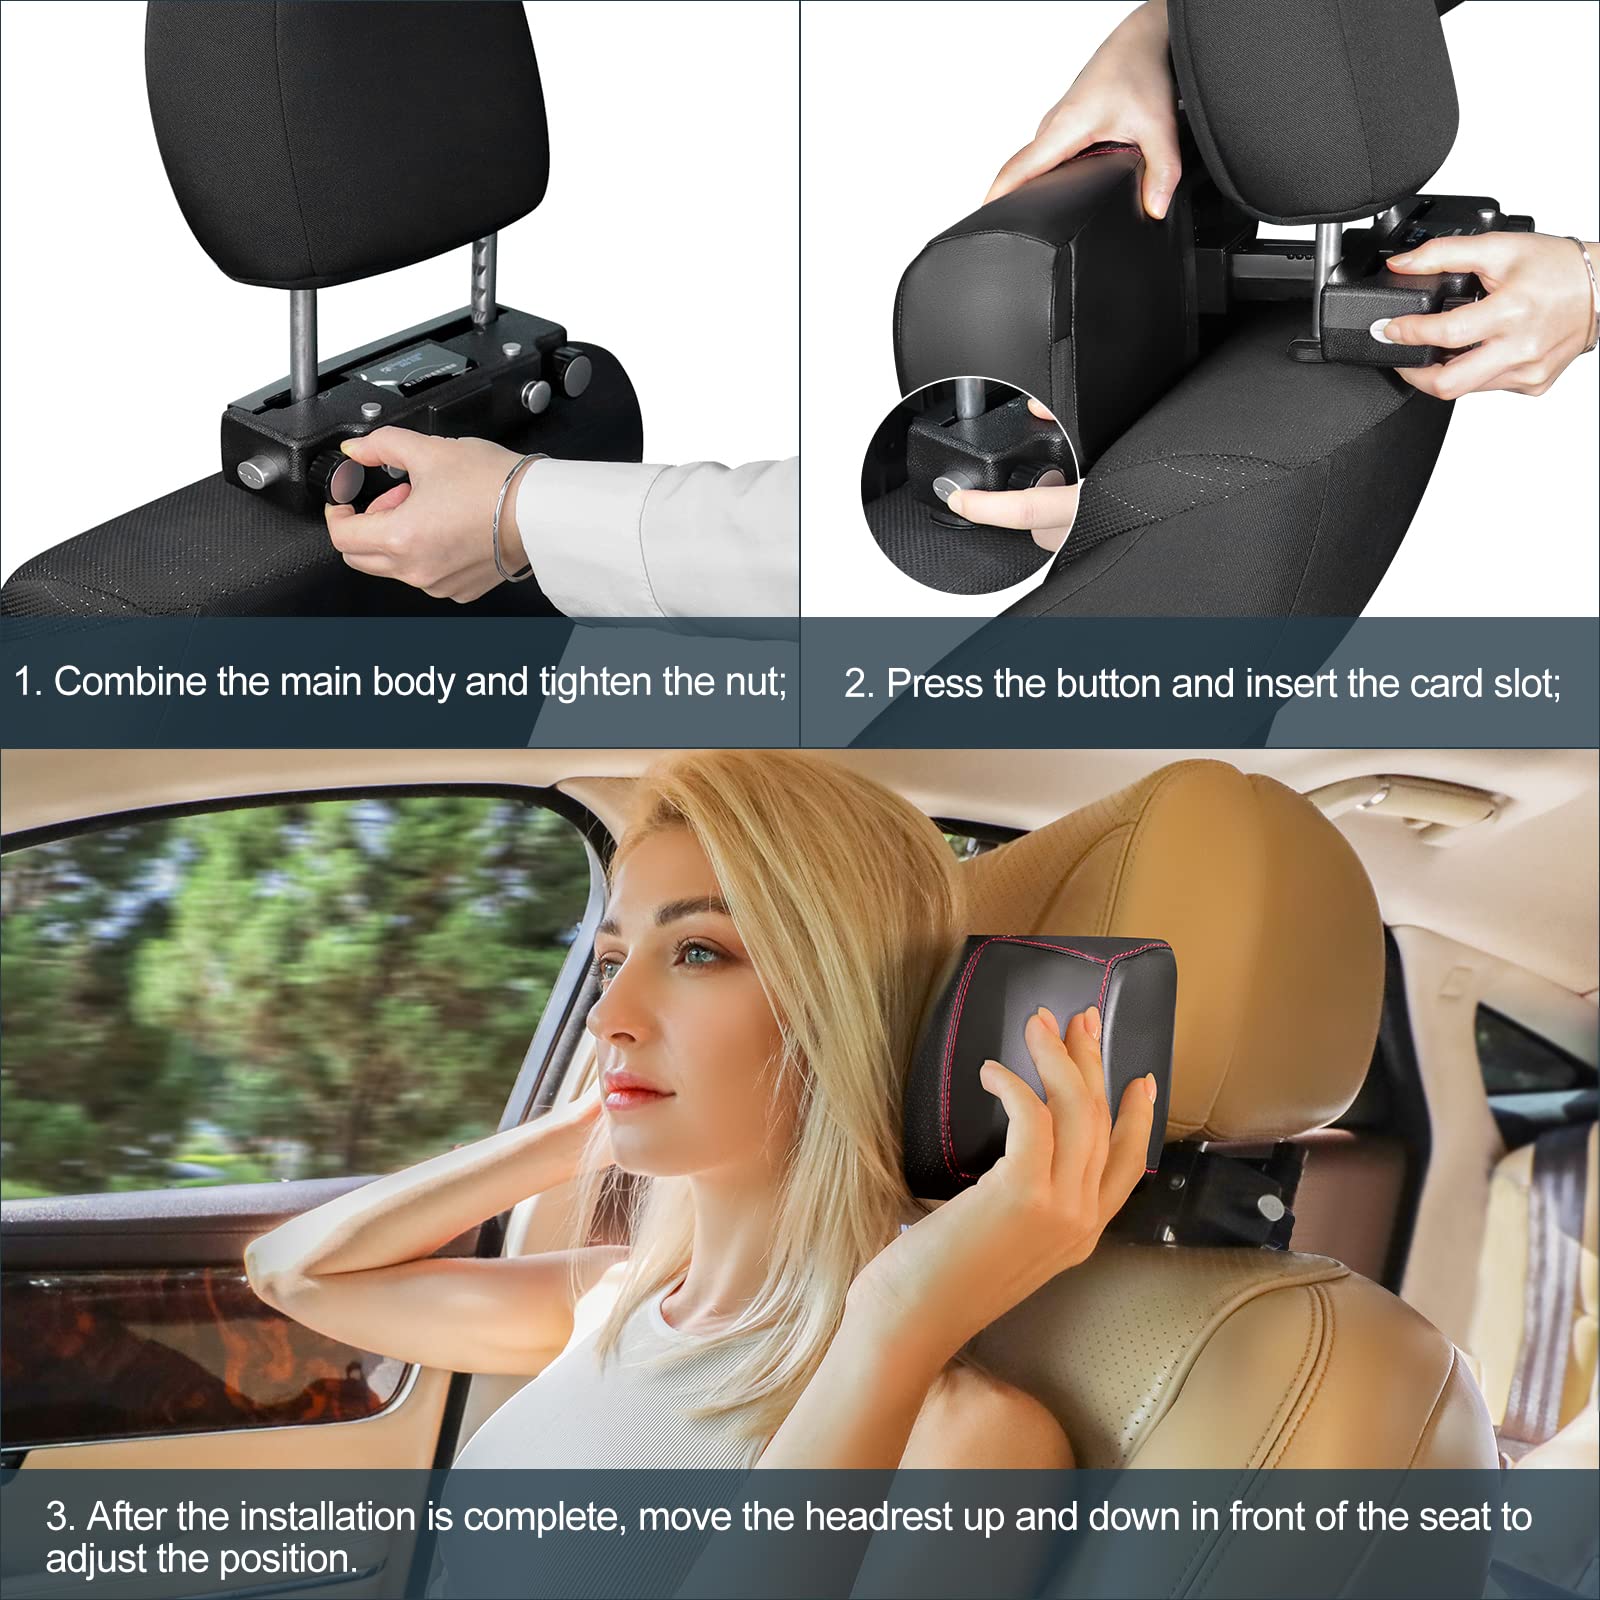 1. Combine the main body and tighten the nut;
2. Press the button and insert the card slot;
3. After the installation is complete, move the headrest up and down in front of the seat to
adjust the position.